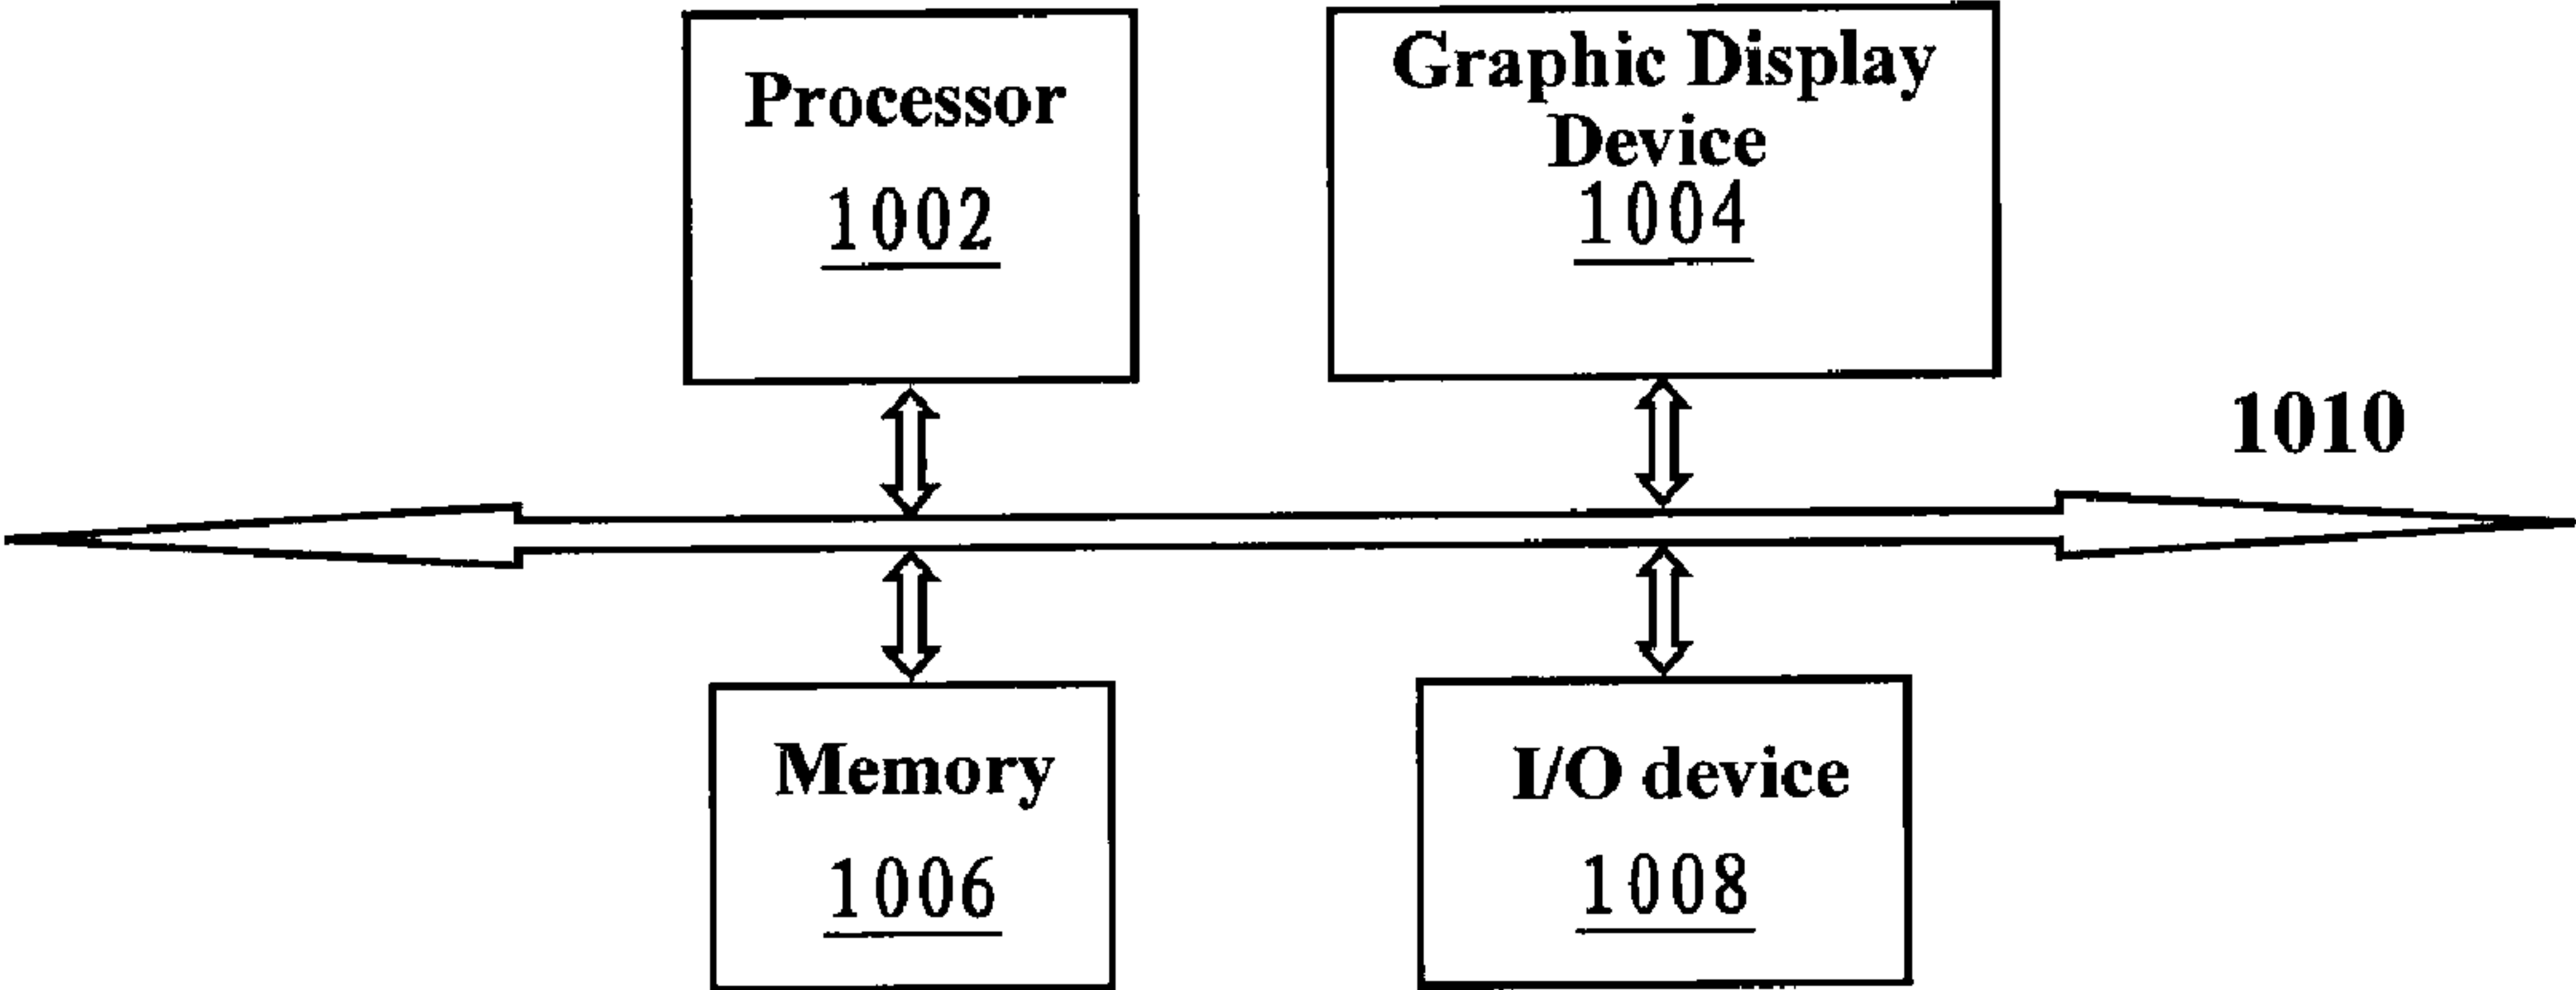 Processor
1002
Graphic Display
Device
1004
1010
Memory
1006
I/O device
1008